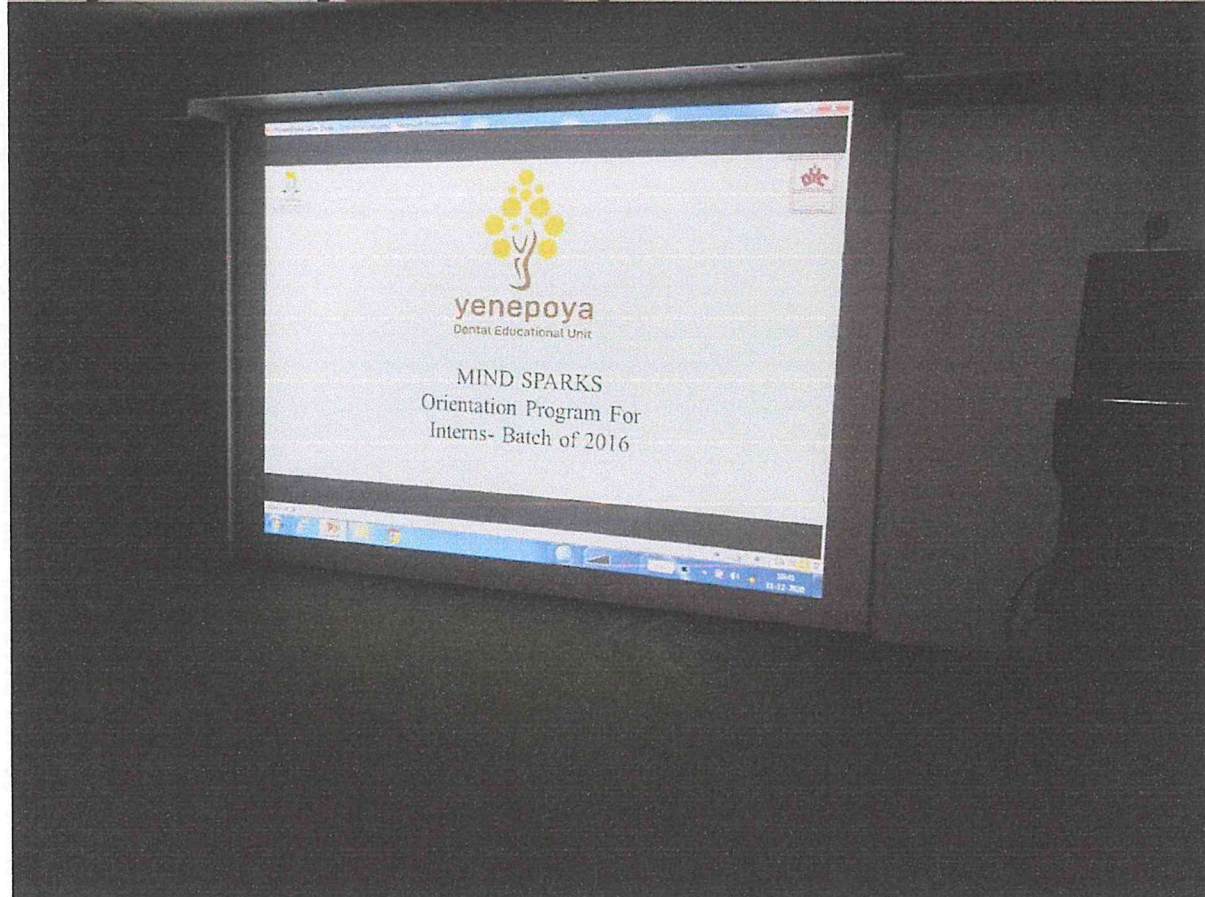 yenepoya
Dental Educational Unit
MIND SPARKS
Orientation Program For
Interns- Batch of 2016